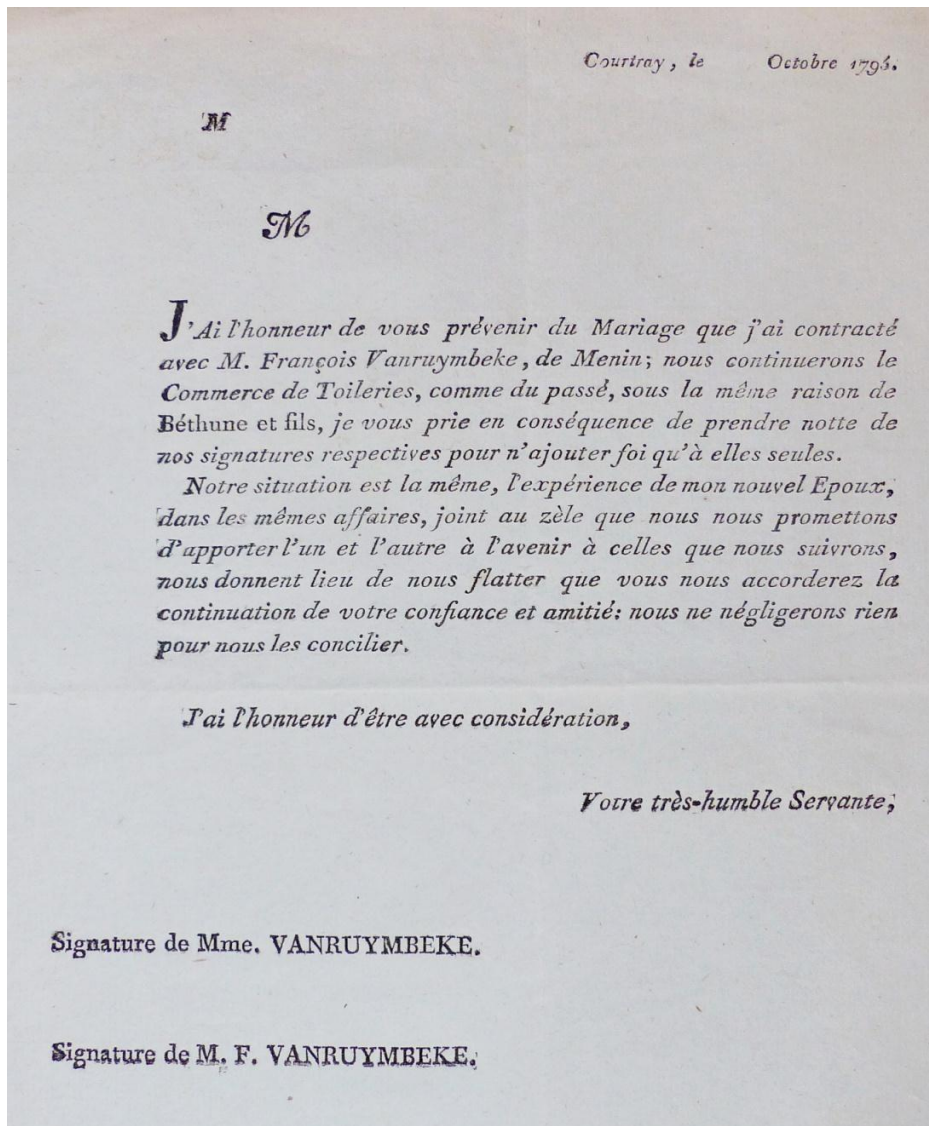 Courtray, le Octobre 1795.
M
M
J'Ai l'honneur de vous prévenir du Mariage que j'ai contracté
avec M. François Vanruymbeke, de Menin; nous continuerons le
Commerce de Toileries, comme du passé, sous la même raison de
Béthune et fils, je vous prie en conséquence de prendre notte de
nos signatures respectives pour n'ajouter foi qu'à elles seules.
Notre situation est la même, l'expérience de mon nouvel Epoux,
dans les mêmes affaires, joint au zèle que nous nous promettons
d'apporter l'un et l'autre à l'avenir à celles que nous suivrons,
nous donnent lieu de nous flatter que vous nous accorderez la
continuation de votre confiance et amitié: nous ne négligerons rien
pour nous les concilier.
J'ai l'honneur d'être avec considération,
Votre très-humble Servante,
Signature de Mme. VANRUYMBEKE.
Signature de M. F. VANRUYMBEKE.